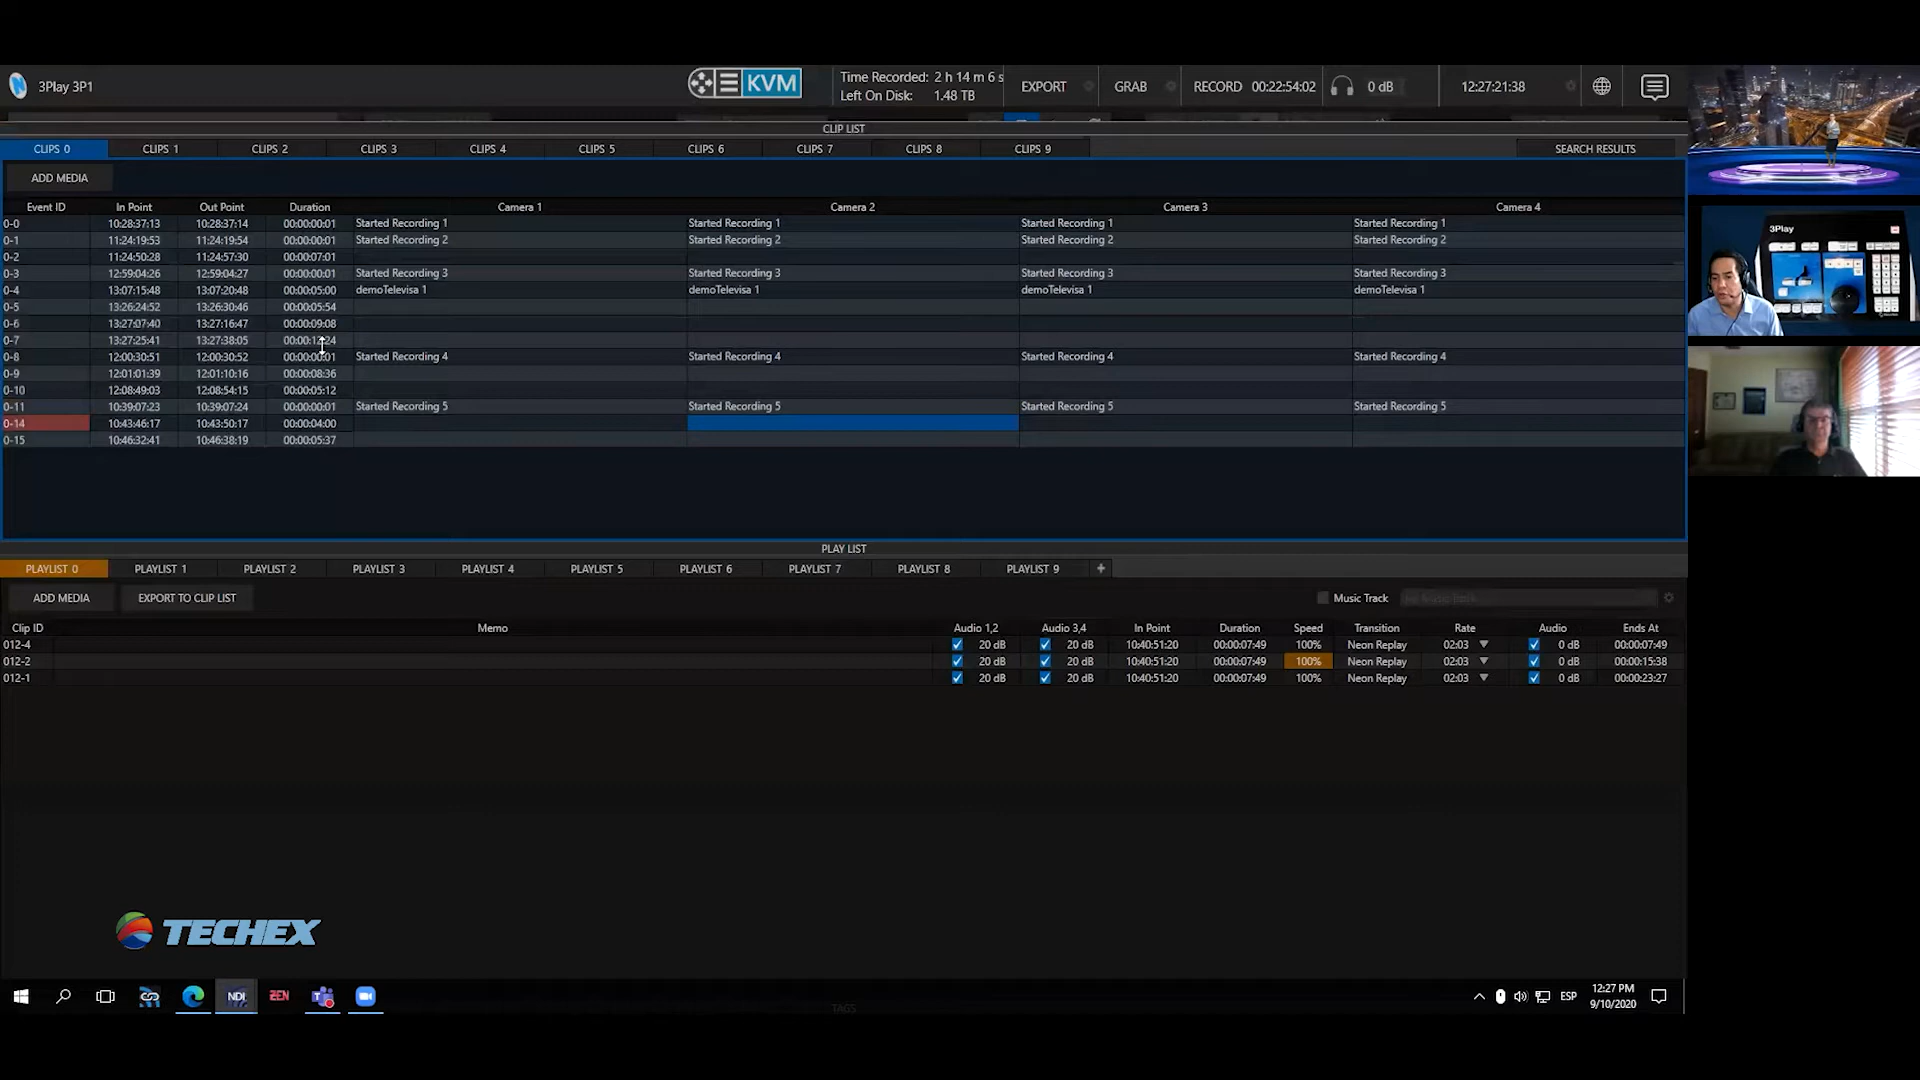 3Play 3P1
KVM
Time Recorded: 2 h 14 m 6 s
Left On Disk: 1.48 TB
EXPORT
GRAB
RECORD 00:22:54:02
0 dB
12:27:21:38
CLIP LIST
CLIPS 0 CLIPS 1 CLIPS 2 CLIPS 3 CLIPS 4 CLIPS 5 CLIPS 6 CLIPS 7 CLIPS 8 CLIPS 9 SEARCH RESULTS
ADD MEDIA
Event ID In Point Out Point Duration Camera 1 Camera 2 Camera 3 Camera 4
0-0 10:28:37:13 10:28:37:14 00:00:00:01 Started Recording 1 Started Recording 1 Started Recording 1 Started Recording 1
0-1 11:24:19:53 11:24:19:54 00:00:00:01 Started Recording 2 Started Recording 2 Started Recording 2 Started Recording 2
0-2 11:24:50:28 11:24:57:30 00:00:07:01
0-3 12:59:04:26 12:59:04:27 00:00:00:01 Started Recording 3 Started Recording 3 Started Recording 3 Started Recording 3
0-4 13:07:15:48 13:07:20:48 00:00:05:00 demoTelevisa 1 demoTelevisa 1 demoTelevisa 1 demoTelevisa 1
0-5 13:26:24:52 13:26:30:46 00:00:05:54
0-6 13:27:07:40 13:27:16:47 00:00:09:08
0-7 13:27:25:41 13:27:38:05 00:00:12:24
0-8 12:00:30:51 12:00:30:52 00:00:00:01 Started Recording 4 Started Recording 4 Started Recording 4 Started Recording 4
0-9 12:01:01:39 12:01:10:16 00:00:08:36
0-10 12:08:49:03 12:08:54:15 00:00:05:12
0-11 10:39:07:23 10:39:07:24 00:00:00:01 Started Recording 5 Started Recording 5 Started Recording 5 Started Recording 5
0-14 10:43:46:17 10:43:50:17 00:00:04:00
0-15 10:46:32:41 10:46:38:19 00:00:05:37
PLAY LIST
PLAYLIST 0 PLAYLIST 1 PLAYLIST 2 PLAYLIST 3 PLAYLIST 4 PLAYLIST 5 PLAYLIST 6 PLAYLIST 7 PLAYLIST 8 PLAYLIST 9 +
ADD MEDIA EXPORT TO CLIP LIST Music Track
Clip ID Memo Audio 1,2 Audio 3,4 In Point Duration Speed Transition Rate Audio Ends At
012-4 20 dB 20 dB 10:40:51:20 00:00:07:49 100% Neon Replay 02:03 0 dB 00:00:07:49
012-2 20 dB 20 dB 10:40:51:20 00:00:07:49 100% Neon Replay 02:03 0 dB 00:00:15:38
012-1 20 dB 20 dB 10:40:51:20 00:00:07:49 100% Neon Replay 02:03 0 dB 00:00:23:27
TECHEX
NDI
ZEN
ESP
12:27 PM
9/10/2020
TAGS
3Play